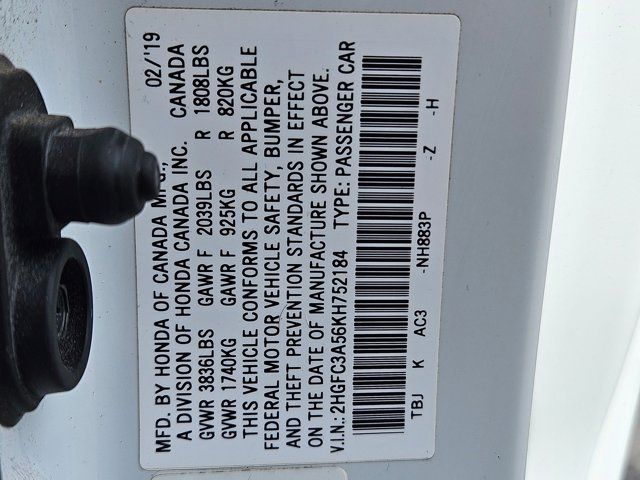 MFD. BY HONDA OF CANADA MFG., 02/'19
A DIVISION OF HONDA CANADA INC. CANADA
GVWR 3836LBS GAWR F 2039LBS R 1808LBS
GVWR 1740KG GAWR F 925KG R 820KG
THIS VEHICLE CONFORMS TO ALL APPLICABLE
FEDERAL MOTOR VEHICLE SAFETY, BUMPER,
AND THEFT PREVENTION STANDARDS IN EFFECT
ON THE DATE OF MANUFACTURE SHOWN ABOVE.
V.I.N.: 2HGFC3A56KH752184 TYPE: PASSENGER CAR
TBJ K AC3 -NH883P -Z -H